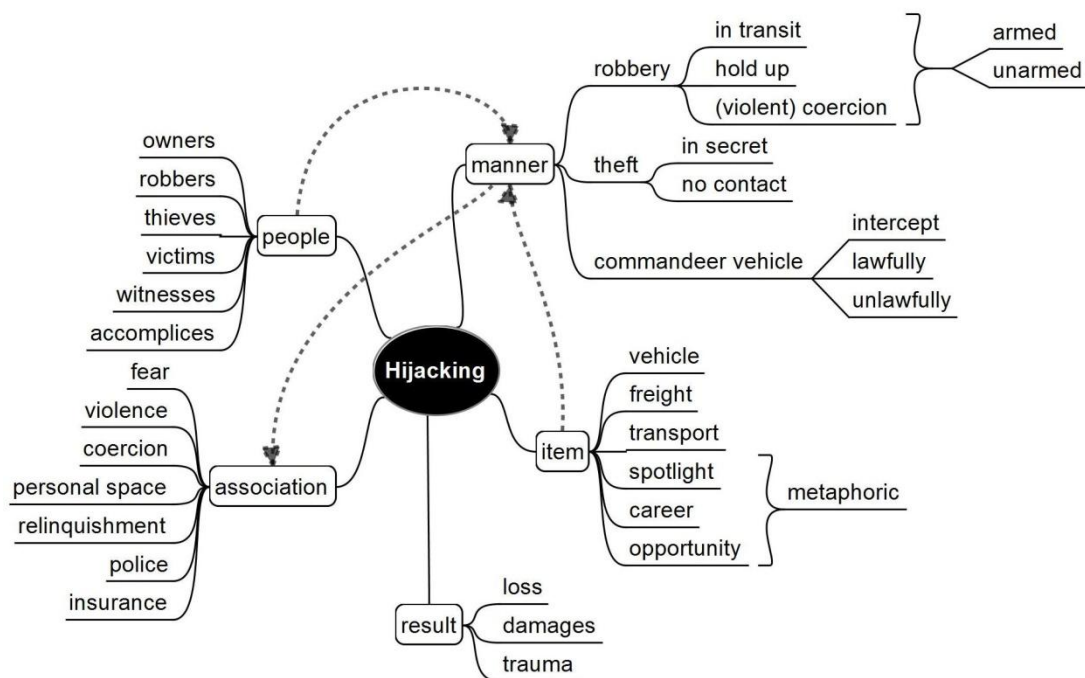 Hijacking
people
owners
robbers
thieves
victims
witnesses
accomplices
manner
robbery
in transit
hold up
(violent) coercion
armed
unarmed
theft
in secret
no contact
commandeer vehicle
intercept
lawfully
unlawfully
association
fear
violence
coercion
personal space
relinquishment
police
insurance
item
vehicle
freight
transport
spotlight
career
opportunity
metaphoric
result
loss
damages
trauma